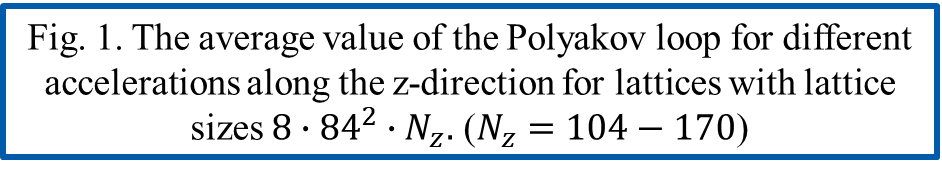 Fig. 1. The average value of the Polyakov loop for different
accelerations along the z-direction for lattices with lattice
sizes 8 · 84² · N_z. (N_z = 104 − 170)